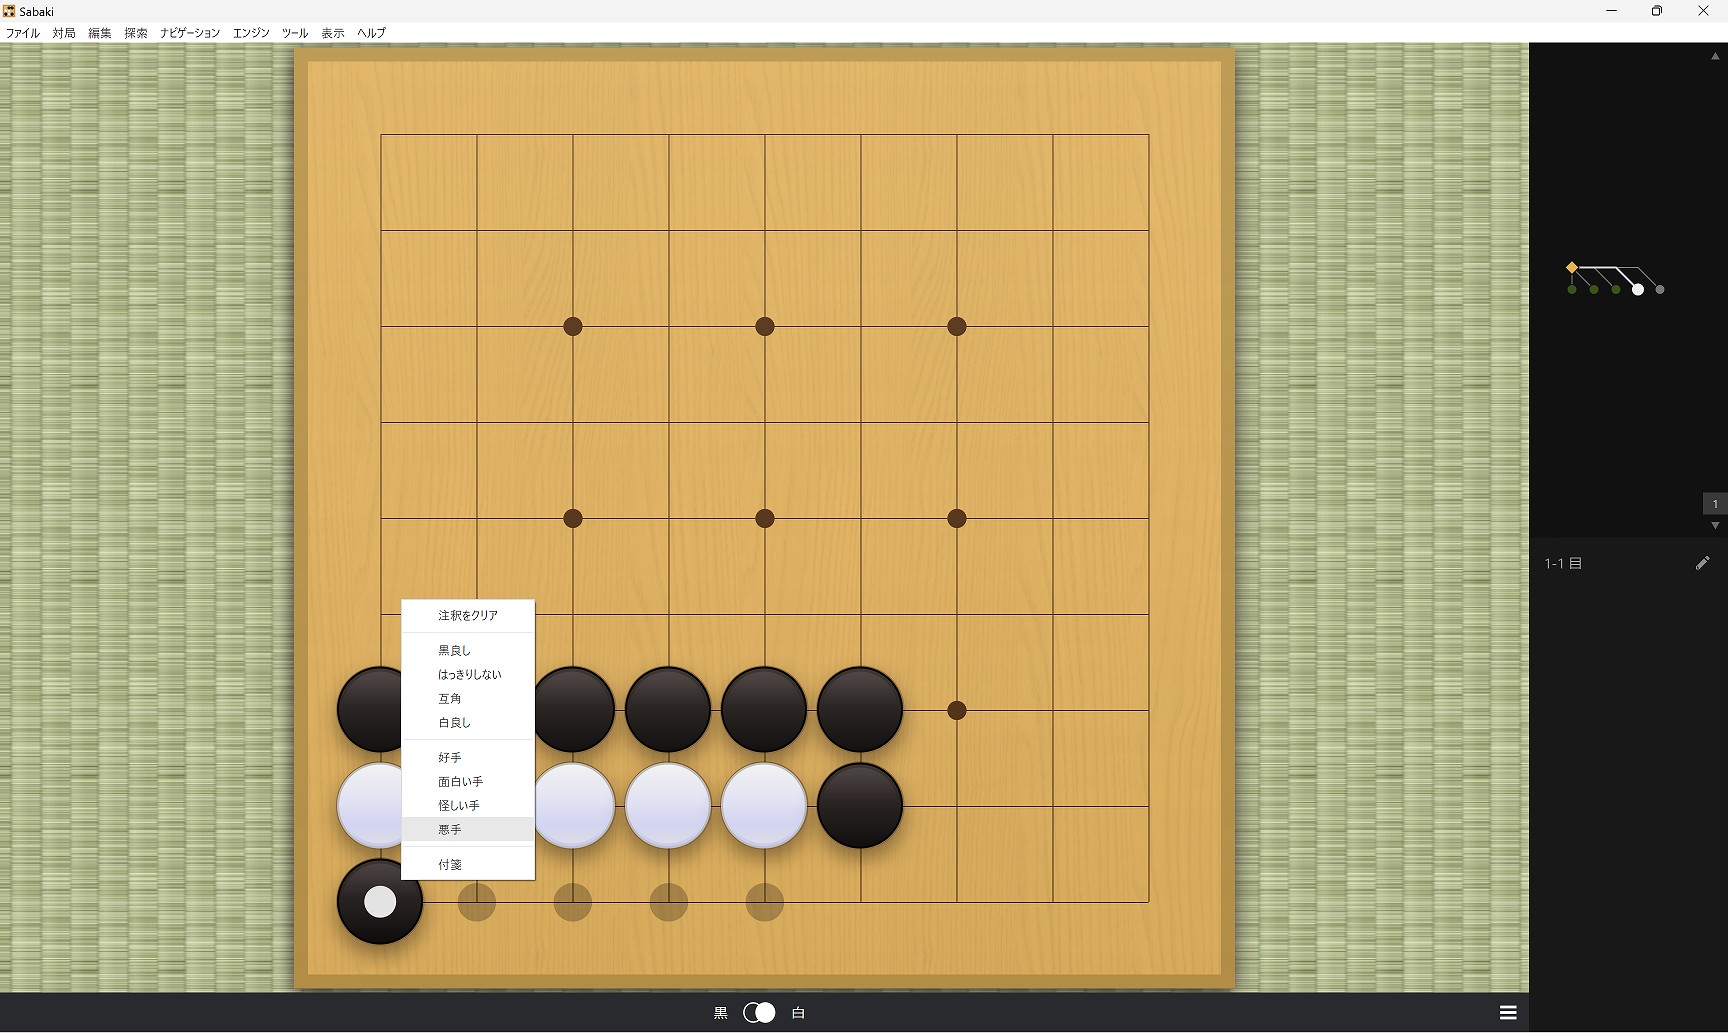 Sabaki
ファイル 対局 編集 探索 ナビゲーション エンジン ツール 表示 ヘルプ
注釈をクリア
黒良し
はっきりしない
互角
白良し
好手
面白い手
怪しい手
悪手
付箋
1
1-1 目
黒 白